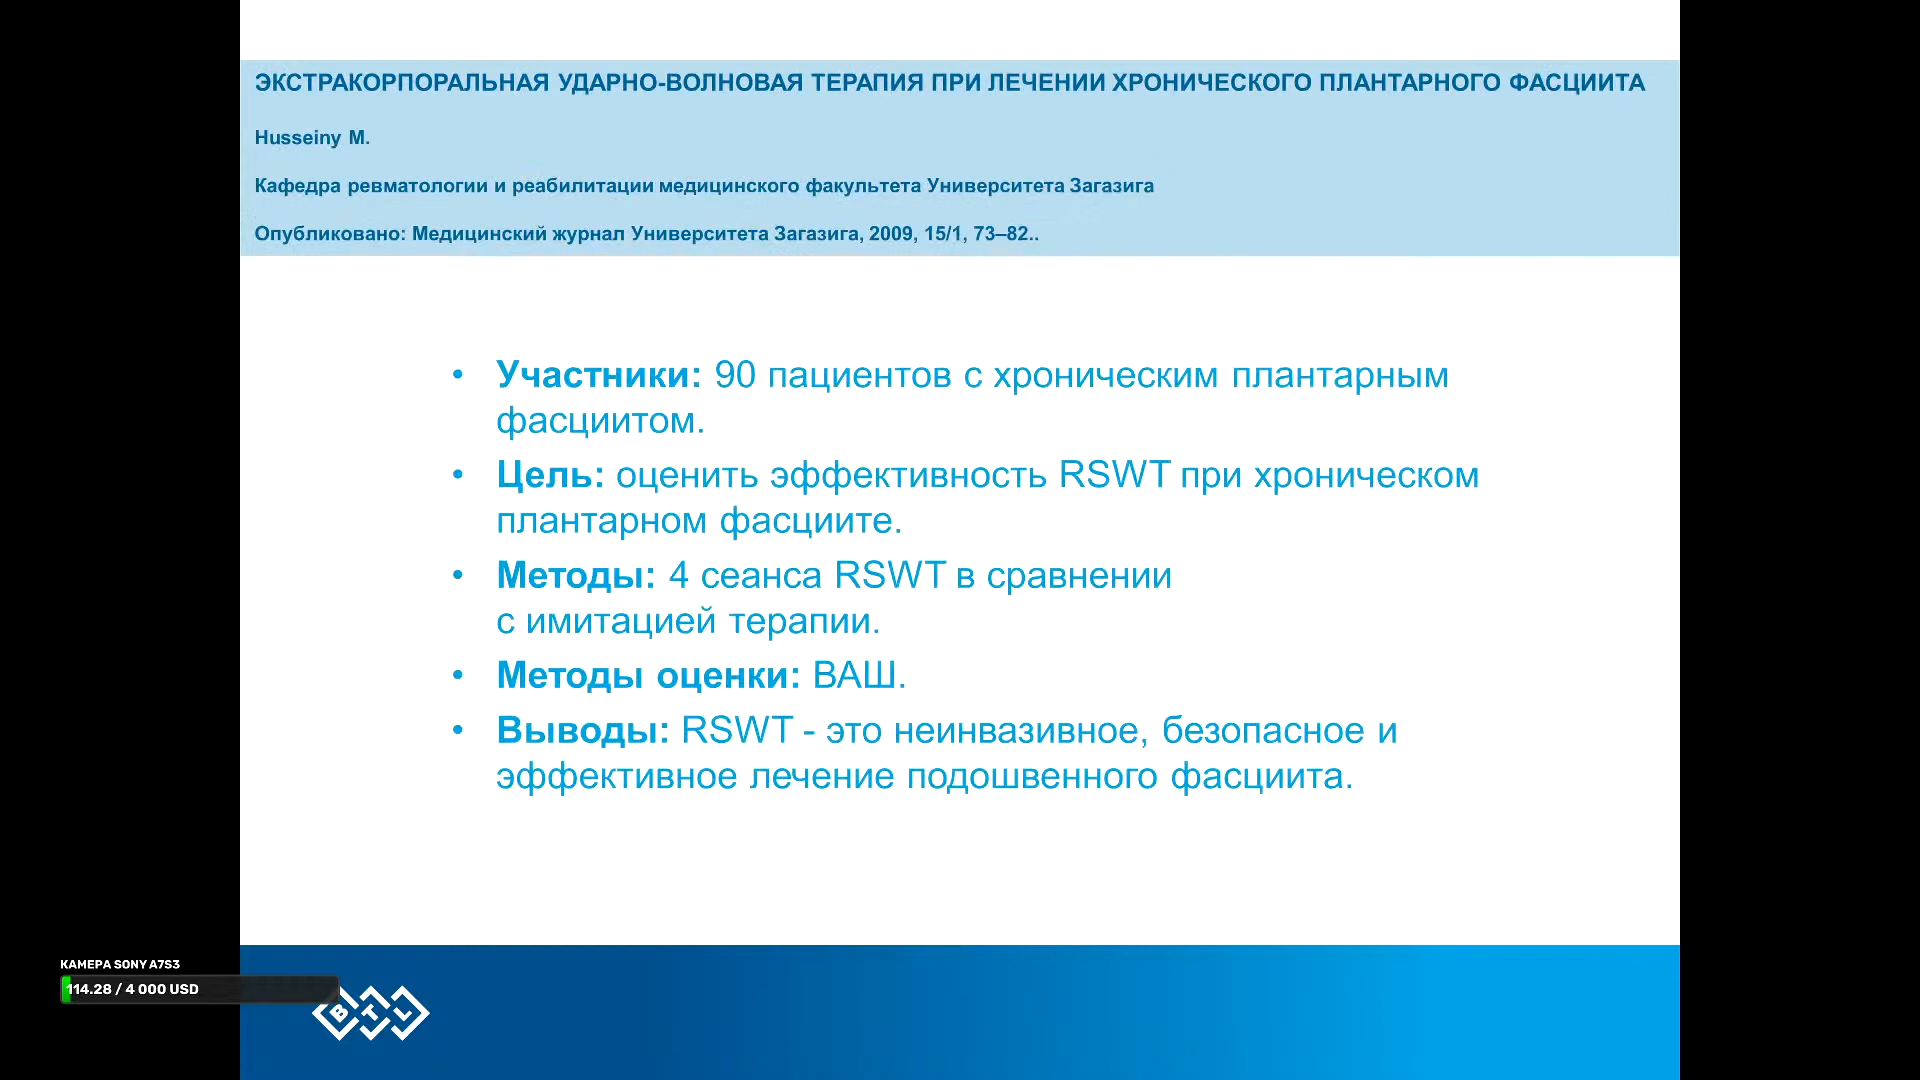 ЭКСТРАКОРПОРАЛЬНАЯ УДАРНО-ВОЛНОВАЯ ТЕРАПИЯ ПРИ ЛЕЧЕНИИ ХРОНИЧЕСКОГО ПЛАНТАРНОГО ФАСЦИИТА
Husseiny M.
Кафедра ревматологии и реабилитации медицинского факультета Университета Загазига
Опубликовано: Медицинский журнал Университета Загазига, 2009, 15/1, 73–82..
• Участники: 90 пациентов с хроническим плантарным
фасциитом.
• Цель: оценить эффективность RSWT при хроническом
плантарном фасциите.
• Методы: 4 сеанса RSWT в сравнении
с имитацией терапии.
• Методы оценки: ВАШ.
• Выводы: RSWT - это неинвазивное, безопасное и
эффективное лечение подошвенного фасциита.
КАМЕРА SONY A7S3
114.28 / 4 000 USD
BTL